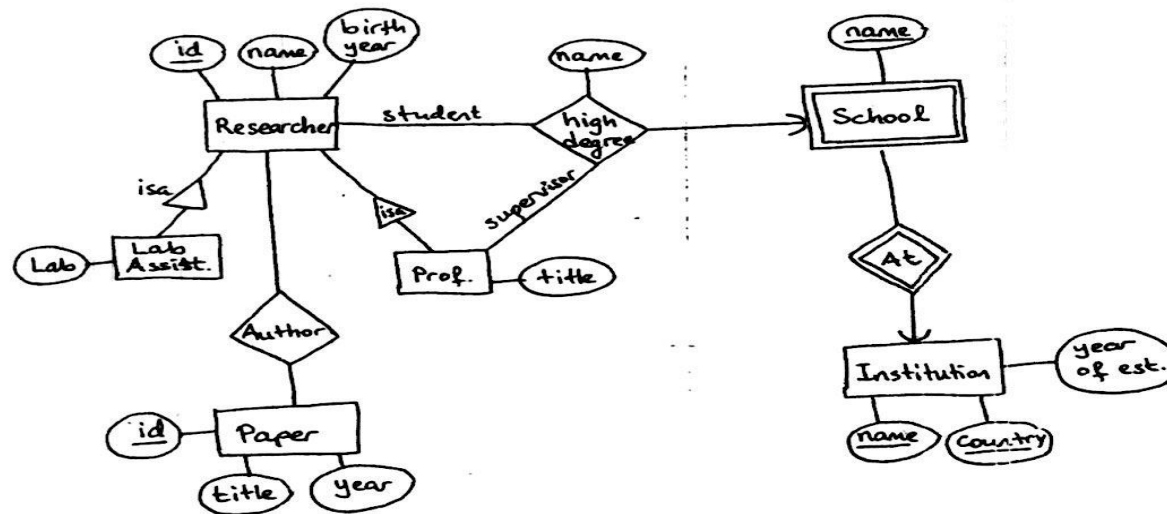 id
name
birth
year
name
name
Researcher
student
high
degree
School
isa
isa
supervisor
Lab
Lab
Assist.
Prof.
title
At
Author
Institution
year
of est.
id
Paper
name
country
title
year